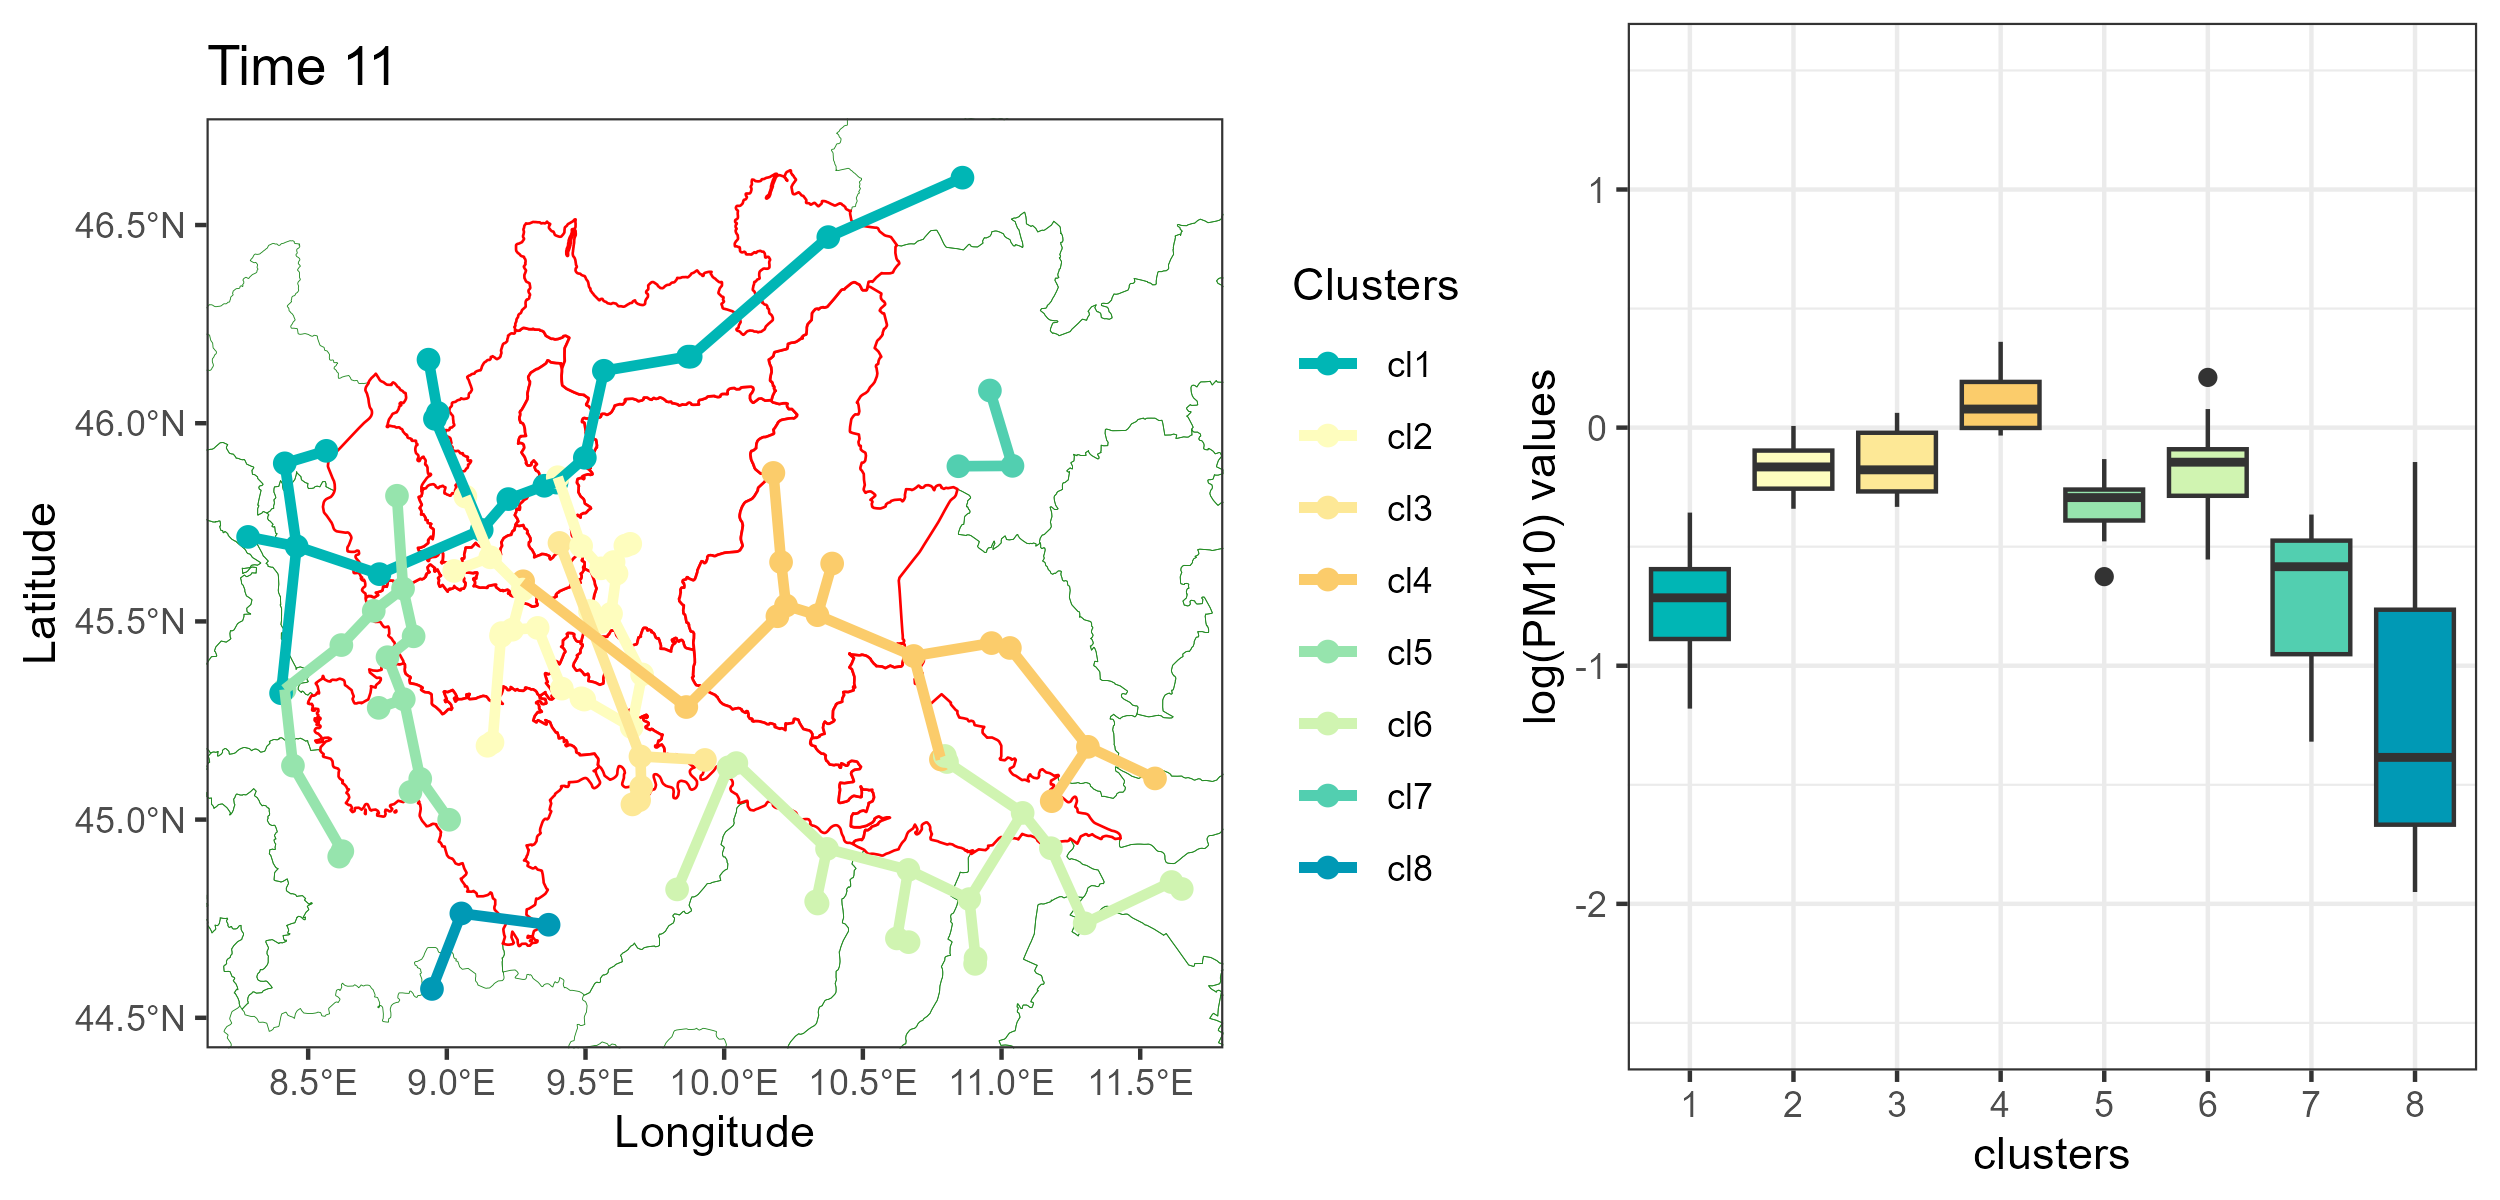 Time 11
46.5°N
46.0°N
45.5°N
45.0°N
44.5°N
Latitude
8.5°E
9.0°E
9.5°E
10.0°E
10.5°E
11.0°E
11.5°E
Longitude
Clusters
cl1
cl2
cl3
cl4
cl5
cl6
cl7
cl8
log(PM10) values
1
0
-1
-2
1
2
3
4
5
6
7
8
clusters